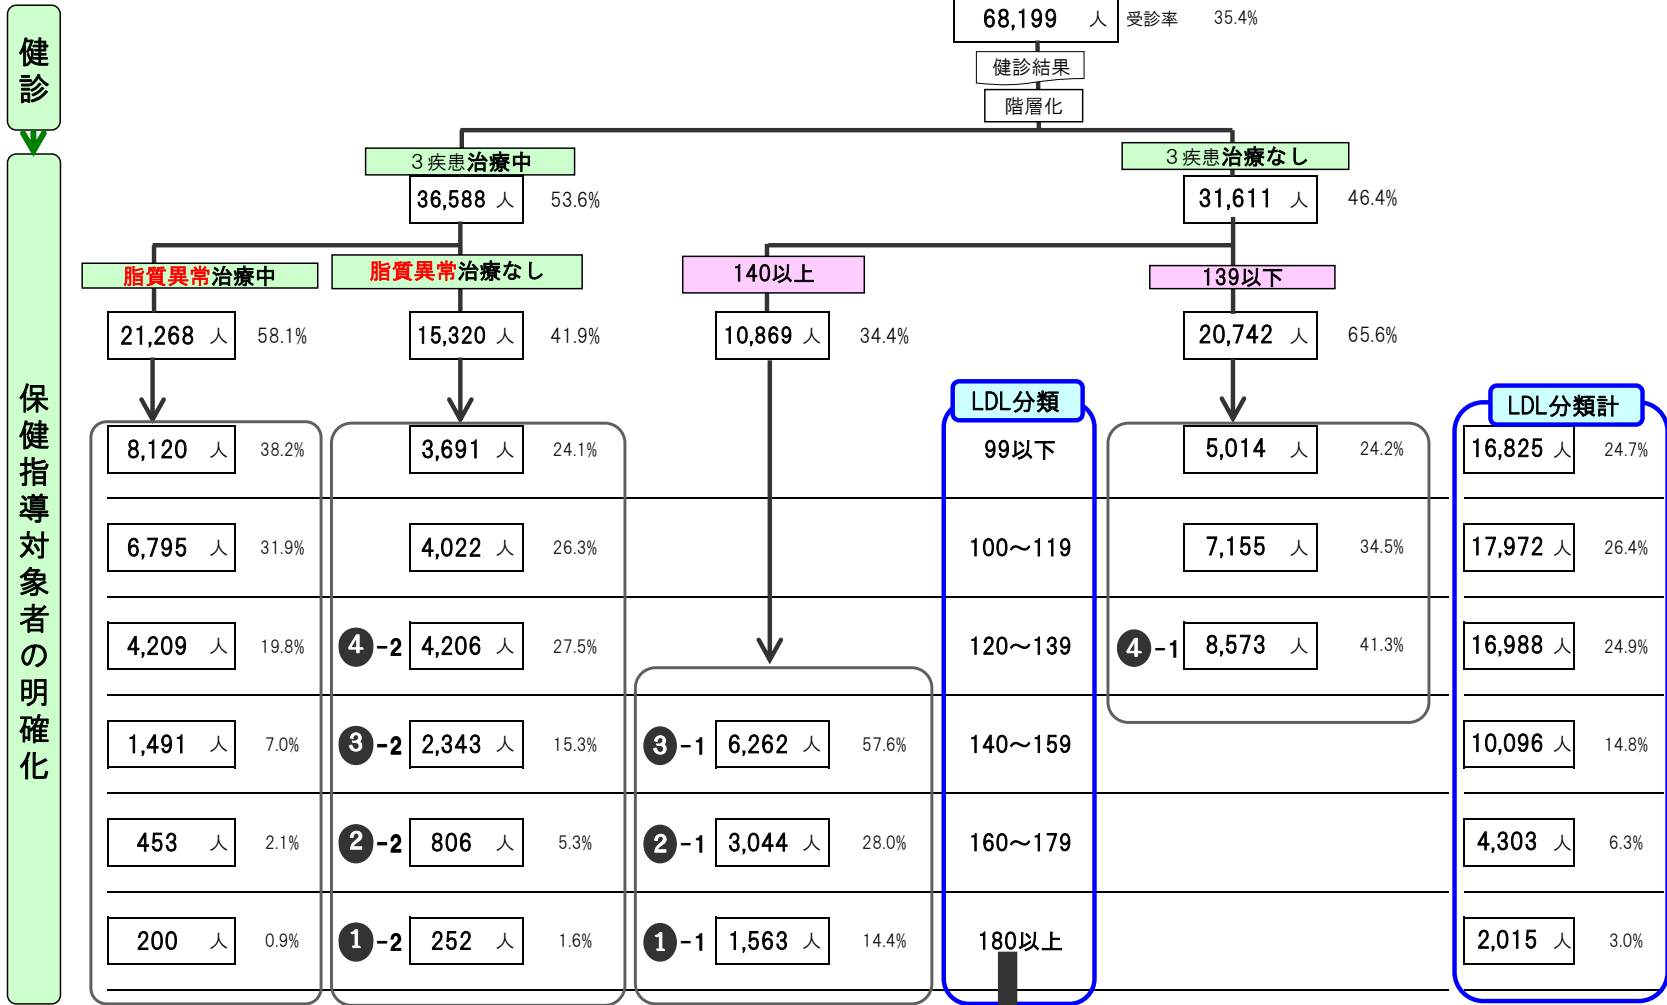 健診
68,199 人 受診率 35.4%
健診結果
階層化
3疾患治療中
36,588 人 53.6%
3疾患治療なし
31,611 人 46.4%
脂質異常治療中
21,268 人 58.1%
脂質異常治療なし
15,320 人 41.9%
140以上
10,869 人 34.4%
139以下
20,742 人 65.6%
保健指導対象者の明確化
LDL分類
LDL分類計
8,120 人 38.2% 3,691 人 24.1% 99以下 5,014 人 24.2% 16,825 人 24.7%
6,795 人 31.9% 4,022 人 26.3% 100～119 7,155 人 34.5% 17,972 人 26.4%
4,209 人 19.8% ❹-2 4,206 人 27.5% 120～139 ❹-1 8,573 人 41.3% 16,988 人 24.9%
1,491 人 7.0% ❸-2 2,343 人 15.3% ❸-1 6,262 人 57.6% 140～159 10,096 人 14.8%
453 人 2.1% ❷-2 806 人 5.3% ❷-1 3,044 人 28.0% 160～179 4,303 人 6.3%
200 人 0.9% ❶-2 252 人 1.6% ❶-1 1,563 人 14.4% 180以上 2,015 人 3.0%